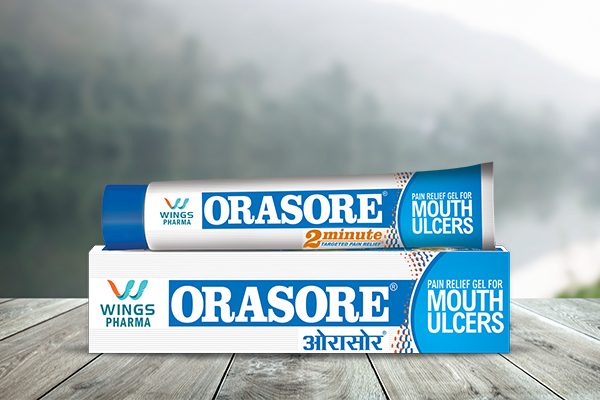 WINGS
PHARMA
ORASORE®
2 minute
TARGETED PAIN RELIEF
PAIN RELIEF GEL FOR
MOUTH
ULCERS
WINGS
PHARMA
ORASORE®
ओरासोर®
PAIN RELIEF GEL FOR
MOUTH
ULCERS